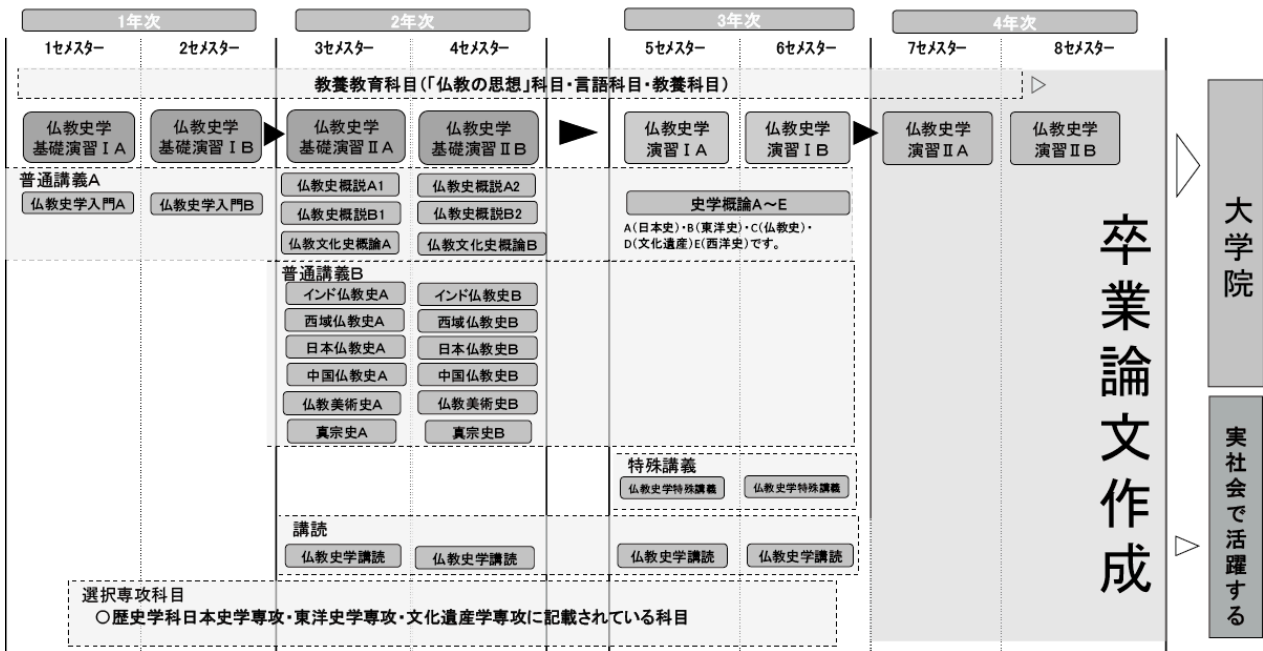 1年次
2年次
3年次
4年次
1セメスター
2セメスター
3セメスター
4セメスター
5セメスター
6セメスター
7セメスター
8セメスター
教養教育科目(「仏教の思想」科目・言語科目・教養科目)
仏教史学
基礎演習ⅠA
仏教史学
基礎演習ⅠB
仏教史学
基礎演習ⅡA
仏教史学
基礎演習ⅡB
仏教史学
演習ⅠA
仏教史学
演習ⅠB
仏教史学
演習ⅡA
仏教史学
演習ⅡB
普通講義A
仏教史学入門A
仏教史学入門B
仏教史概説A1
仏教史概説A2
仏教史概説B1
仏教史概説B2
仏教文化史概論A
仏教文化史概論B
史学概論A~E
A(日本史)・B(東洋史)・C(仏教史)・
D(文化遺産)E(西洋史)です。
普通講義B
インド仏教史A
インド仏教史B
西域仏教史A
西域仏教史B
日本仏教史A
日本仏教史B
中国仏教史A
中国仏教史B
仏教美術史A
仏教美術史B
真宗史A
真宗史B
特殊講義
仏教史学特殊講義
仏教史学特殊講義
講読
仏教史学講読
仏教史学講読
仏教史学講読
仏教史学講読
選択専攻科目
○歴史学科日本史学専攻・東洋史学専攻・文化遺産学専攻に記載されている科目
卒業論文作成
大学院
実社会で活躍する